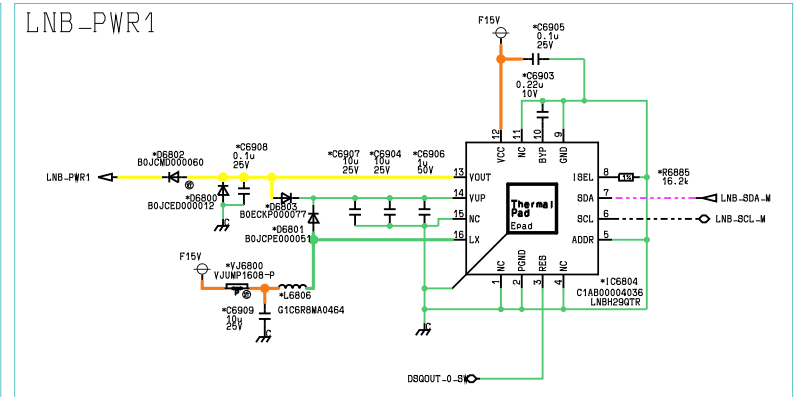 LNB_PWR1
F15V
*C6905
0.1u
25V
*C6903
0.22u
10V
12
11
10
9
VCC
NC
BYP
GND
*D6802
B0JCMD000060
*C6908
0.1u
25V
*C6907
10u
25V
*C6904
10u
25V
*C6906
1u
50V
LNB-PWR1
13 VOUT
ISEL 8
1%
*R6885
16.2k
*D6800
B0JCED000012
*D6803
B0ECKP000077
14 VUP
SDA 7
LNB-SDA-M
Thermal
Pad
Epad
15 NC
SCL 6
LNB-SCL-M
C
*D6801
B0JCPE000051
16 LX
ADDR 5
F15V
*VJ6800
VJUMP1608-P
NC
PGND
RES
NC
1
2
3
4
*IC6804
C1AB00004036
LNBH29QTR
*L6806
G1C6R8MA0464
*C6909
10u
25V
C
C
DSQOUT-0-SW